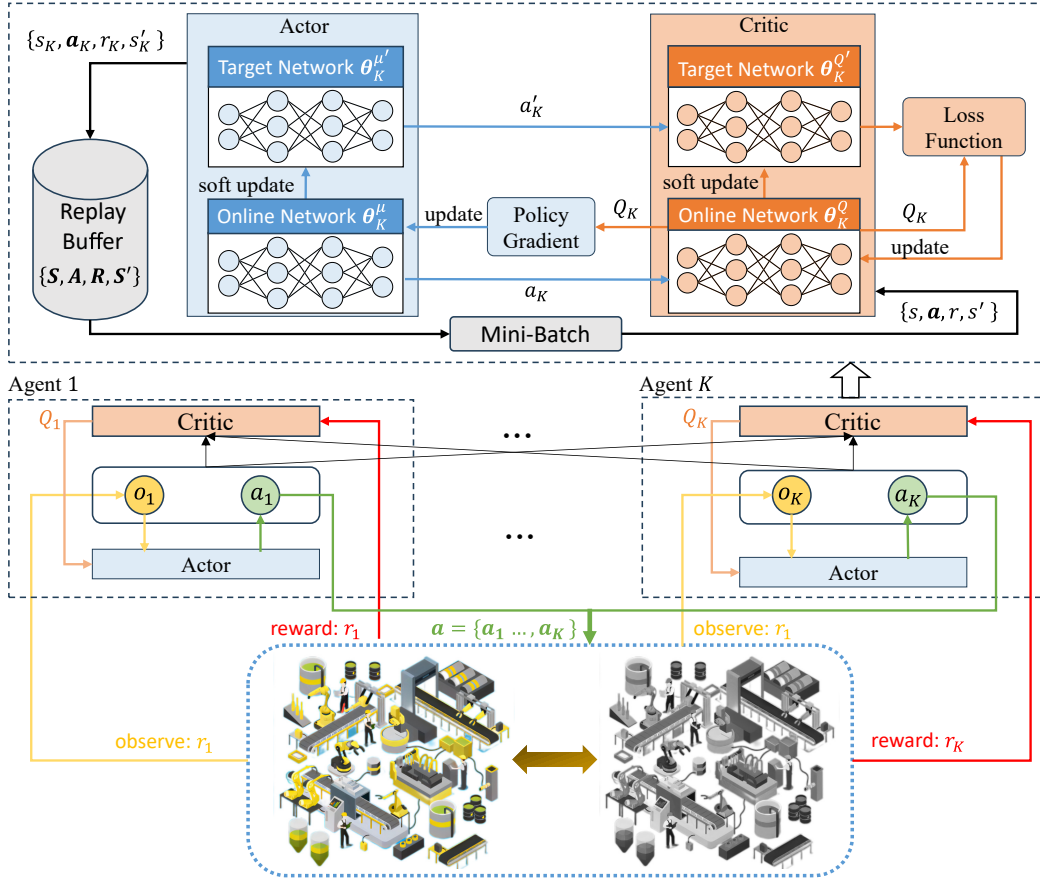 Actor
Critic
{s_K, a_K, r_K, s'_K }
Target Network θ_K^{μ'}
Target Network θ_K^{Q'}
a'_K
Loss
Function
soft update
soft update
Replay
Buffer
{S, A, R, S'}
Online Network θ_K^μ
update
Policy
Gradient
Q_K
Online Network θ_K^Q
Q_K
update
a_K
{s, a, r, s' }
Mini-Batch
Agent 1
Agent K
Q_1
Critic
...
Q_K
Critic
o_1
a_1
o_K
a_K
...
Actor
Actor
reward: r_1
a = {a_1 ..., a_K }
observe: r_1
observe: r_1
reward: r_K